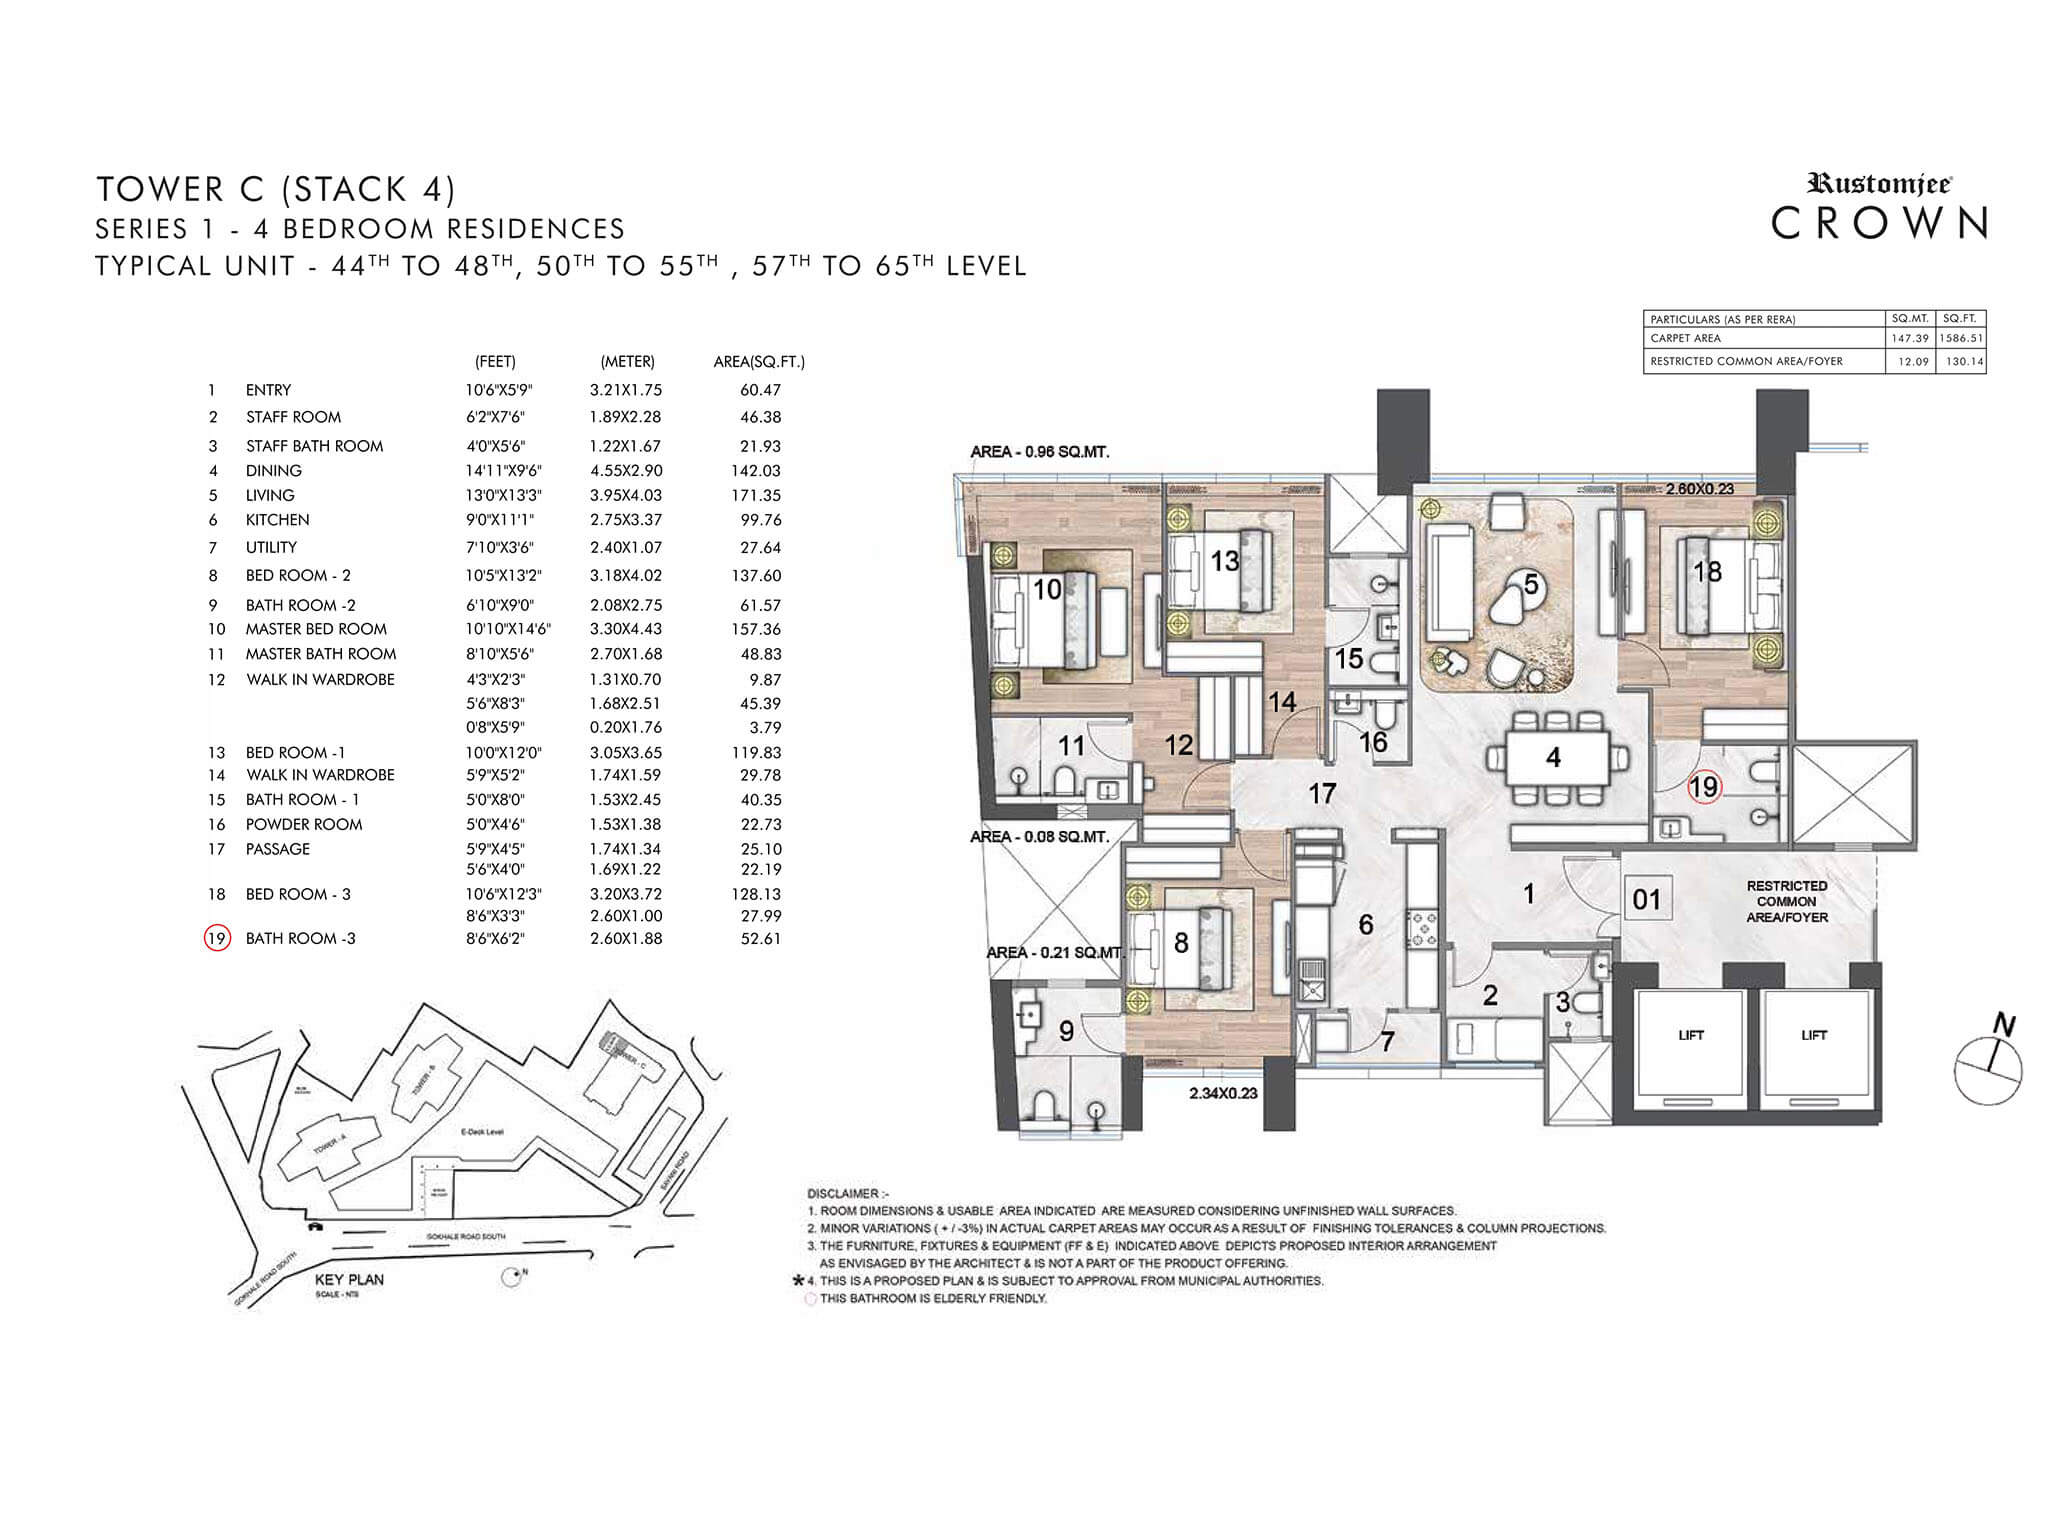 TOWER C (STACK 4)
SERIES 1 - 4 BEDROOM RESIDENCES
TYPICAL UNIT - 44TH TO 48TH, 50TH TO 55TH , 57TH TO 65TH LEVEL
Rustomjee
CROWN
PARTICULARS (AS PER RERA) SQ.MT. SQ.FT.
CARPET AREA 147.39 1586.51
RESTRICTED COMMON AREA/FOYER 12.09 130.14
(FEET) (METER) AREA(SQ.FT.)
1 ENTRY 10'6"X5'9" 3.21X1.75 60.47
2 STAFF ROOM 6'2"X7'6" 1.89X2.28 46.38
3 STAFF BATH ROOM 4'0"X5'6" 1.22X1.67 21.93
4 DINING 14'11"X9'6" 4.55X2.90 142.03
5 LIVING 13'0"X13'3" 3.95X4.03 171.35
6 KITCHEN 9'0"X11'1" 2.75X3.37 99.76
7 UTILITY 7'10"X3'6" 2.40X1.07 27.64
8 BED ROOM - 2 10'5"X13'2" 3.18X4.02 137.60
9 BATH ROOM -2 6'10"X9'0" 2.08X2.75 61.57
10 MASTER BED ROOM 10'10"X14'6" 3.30X4.43 157.36
11 MASTER BATH ROOM 8'10"X5'6" 2.70X1.68 48.83
12 WALK IN WARDROBE 4'3"X2'3" 1.31X0.70 9.87
5'6"X8'3" 1.68X2.51 45.39
0'8"X5'9" 0.20X1.76 3.79
13 BED ROOM -1 10'0"X12'0" 3.05X3.65 119.83
14 WALK IN WARDROBE 5'9"X5'2" 1.74X1.59 29.78
15 BATH ROOM - 1 5'0"X8'0" 1.53X2.45 40.35
16 POWDER ROOM 5'0"X4'6" 1.53X1.38 22.73
17 PASSAGE 5'9"X4'5" 1.74X1.34 25.10
5'6"X4'0" 1.69X1.22 22.19
18 BED ROOM - 3 10'6"X12'3" 3.20X3.72 128.13
8'6"X3'3" 2.60X1.00 27.99
19 BATH ROOM -3 8'6"X6'2" 2.60X1.88 52.61
AREA - 0.96 SQ.MT.
2.60X0.23
10
13
5
18
15
14
16
11
12
4
19
17
AREA - 0.08 SQ.MT.
1
01
RESTRICTED
COMMON
AREA/FOYER
6
8
AREA - 0.21 SQ.MT.
2
3
9
7
LIFT
LIFT
2.34X0.23
N
TOWER - A
TOWER - B
TOWER - C
E-Deck Level
GOKHALE ROAD SOUTH
GOKHALE ROAD SOUTH
SAVARKAR ROAD
KEY PLAN
SCALE - NTS
N
DISCLAIMER :-
1. ROOM DIMENSIONS & USABLE AREA INDICATED ARE MEASURED CONSIDERING UNFINISHED WALL SURFACES.
2. MINOR VARIATIONS ( + / -3%) IN ACTUAL CARPET AREAS MAY OCCUR AS A RESULT OF FINISHING TOLERANCES & COLUMN PROJECTIONS.
3. THE FURNITURE, FIXTURES & EQUIPMENT (FF & E) INDICATED ABOVE DEPICTS PROPOSED INTERIOR ARRANGEMENT
AS ENVISAGED BY THE ARCHITECT & IS NOT A PART OF THE PRODUCT OFFERING.
* 4. THIS IS A PROPOSED PLAN & IS SUBJECT TO APPROVAL FROM MUNICIPAL AUTHORITIES.
THIS BATHROOM IS ELDERLY FRIENDLY.